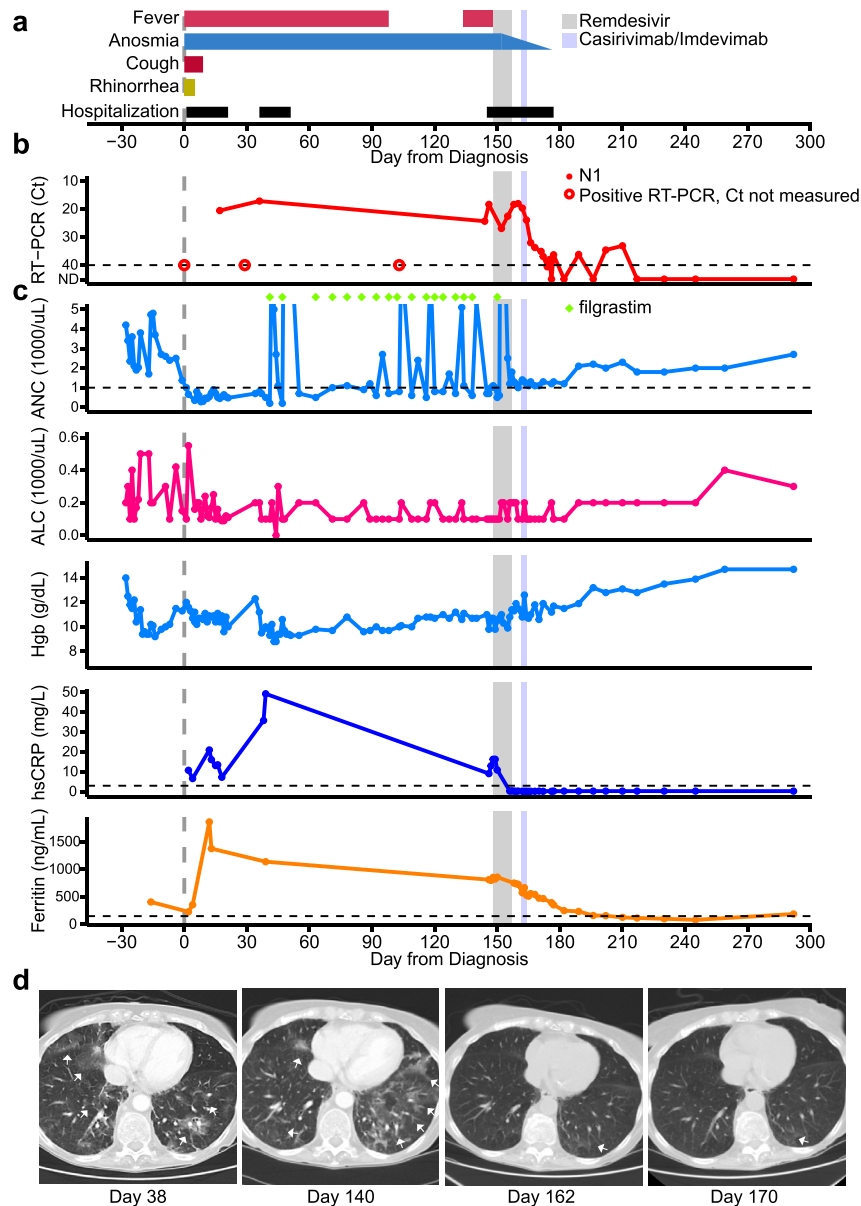 a
Fever
Anosmia
Cough
Rhinorrhea
Hospitalization
Remdesivir
Casirivimab/Imdevimab
−30 0 30 60 90 120 150 180 210 240 270 300
Day from Diagnosis
b
N1
Positive RT-PCR, Ct not measured
RT−PCR (Ct)
10
20
30
40
ND
c
filgrastim
ANC (1000/uL)
5
4
3
2
1
0
ALC (1000/uL)
0.6
0.4
0.2
0.0
Hgb (g/dL)
14
12
10
8
hsCRP (mg/L)
50
40
30
20
10
0
Ferritin (ng/mL)
1500
1000
500
0
−30 0 30 60 90 120 150 180 210 240 270 300
Day from Diagnosis
d
Day 38 Day 140 Day 162 Day 170